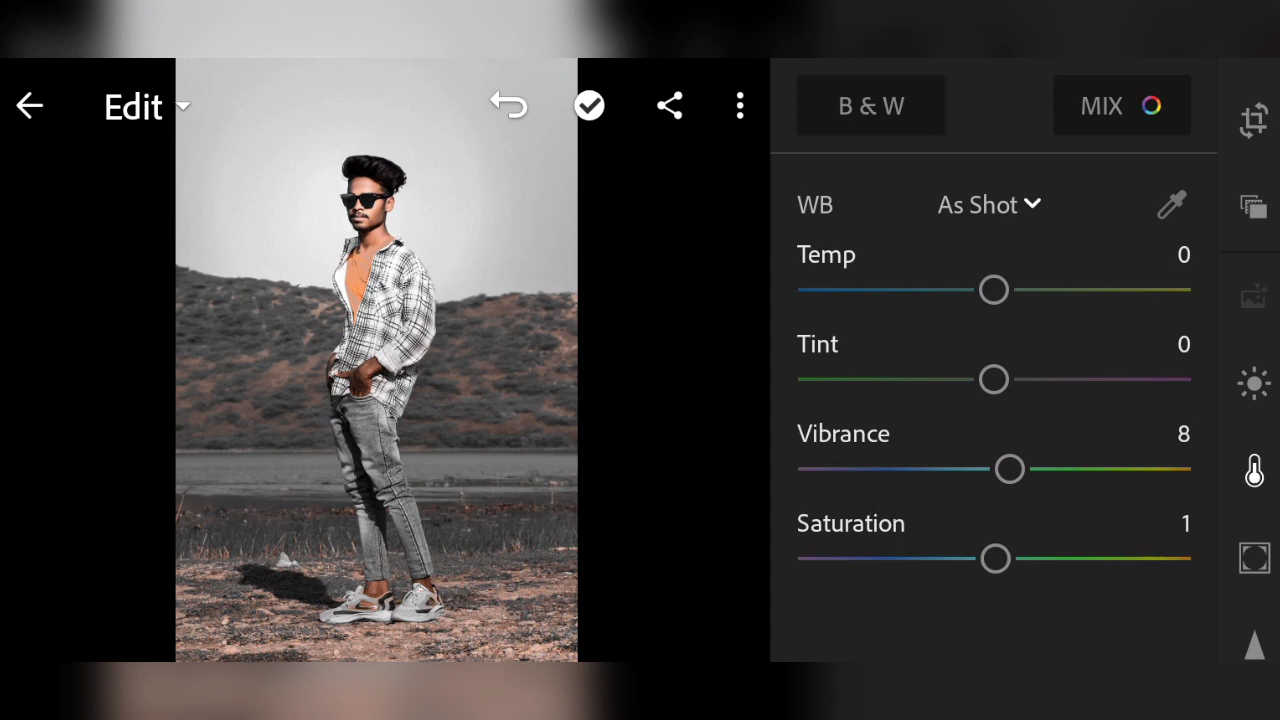 Edit
B & W
MIX
WB
As Shot
Temp
0
Tint
0
Vibrance
8
Saturation
1